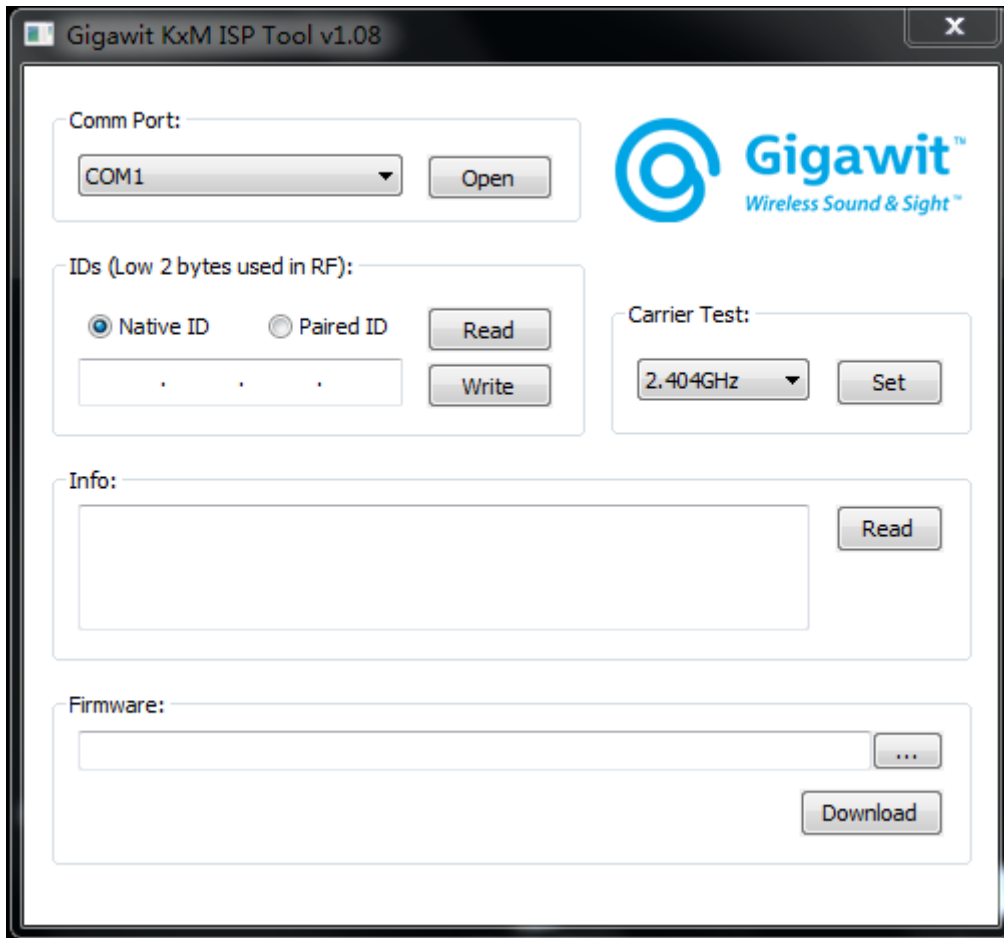 Gigawit KxM ISP Tool v1.08
x
Comm Port:
COM1
Open
Gigawit™
Wireless Sound & Sight™
IDs (Low 2 bytes used in RF):
Native ID
Paired ID
Read
. . .
Write
Carrier Test:
2.404GHz
Set
Info:
Read
Firmware:
...
Download